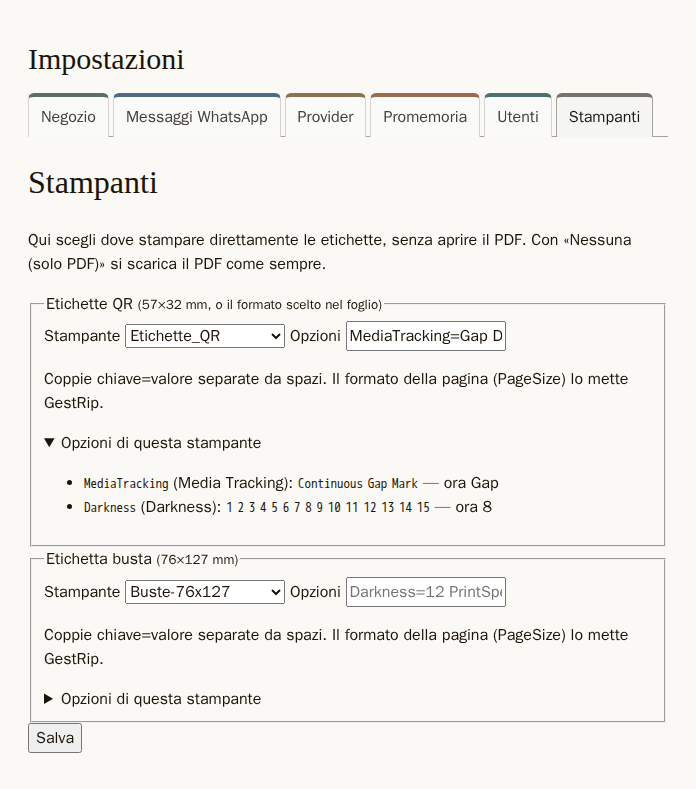 Impostazioni
Negozio Messaggi WhatsApp Provider Promemoria Utenti Stampanti
Stampanti
Qui scegli dove stampare direttamente le etichette, senza aprire il PDF. Con «Nessuna
(solo PDF)» si scarica il PDF come sempre.
Etichette QR (57×32 mm, o il formato scelto nel foglio)
Stampante Etichette_QR Opzioni MediaTracking=Gap D
Coppie chiave=valore separate da spazi. Il formato della pagina (PageSize) lo mette
GestRip.
▼ Opzioni di questa stampante
• MediaTracking (Media Tracking): Continuous Gap Mark — ora Gap
• Darkness (Darkness): 1 2 3 4 5 6 7 8 9 10 11 12 13 14 15 — ora 8
Etichetta busta (76×127 mm)
Stampante Buste-76x127 Opzioni Darkness=12 PrintSpe
Coppie chiave=valore separate da spazi. Il formato della pagina (PageSize) lo mette
GestRip.
▶ Opzioni di questa stampante
Salva